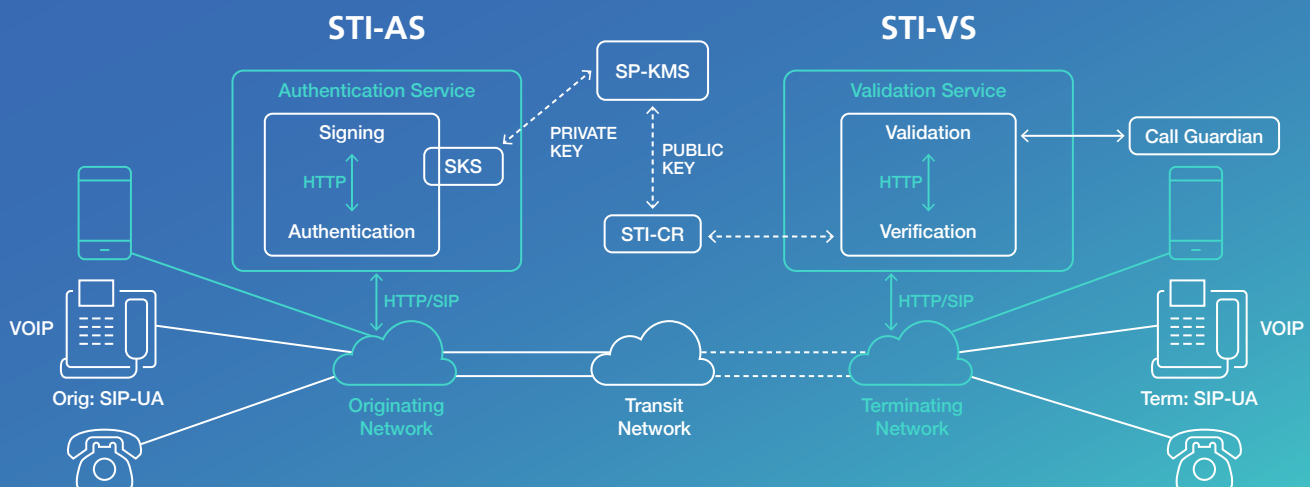 STI-AS
STI-VS
SP-KMS
Authentication Service
Validation Service
Signing
PRIVATE
KEY
Validation
Call Guardian
PUBLIC
KEY
SKS
HTTP
HTTP
Authentication
STI-CR
Verification
HTTP/SIP
HTTP/SIP
VOIP
VOIP
Orig: SIP-UA
Originating
Network
Transit
Network
Terminating
Network
Term: SIP-UA